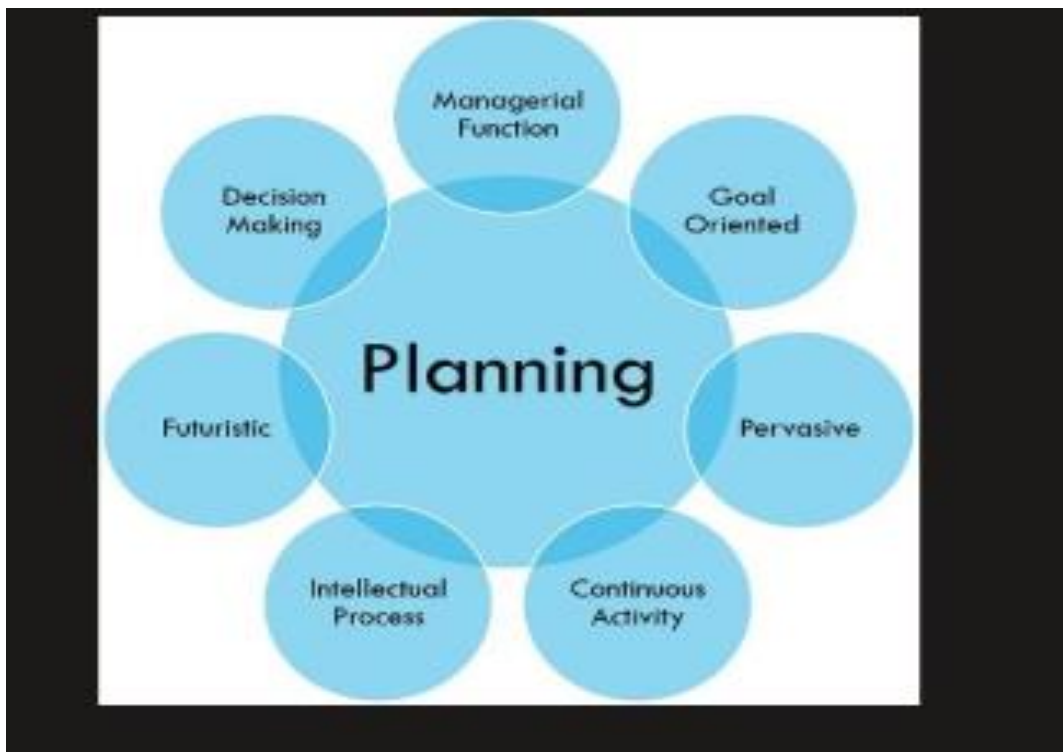 Managerial
Function
Goal
Oriented
Pervasive
Continuous
Activity
Intellectual
Process
Futuristic
Decision
Making
Planning